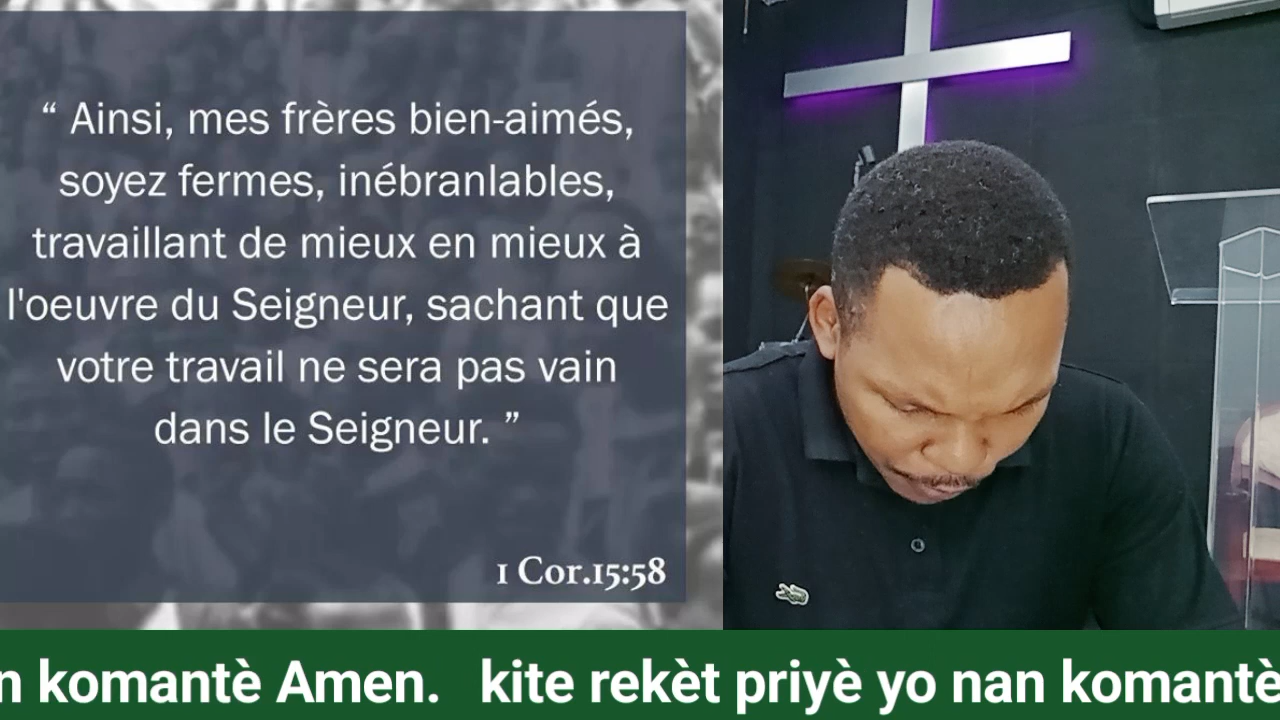 “ Ainsi, mes frères bien-aimés,
soyez fermes, inébranlables,
travaillant de mieux en mieux à
l'oeuvre du Seigneur, sachant que
votre travail ne sera pas vain
dans le Seigneur. ”
1 Cor.15:58
n komantè Amen. kite rekèt priyè yo nan komantè